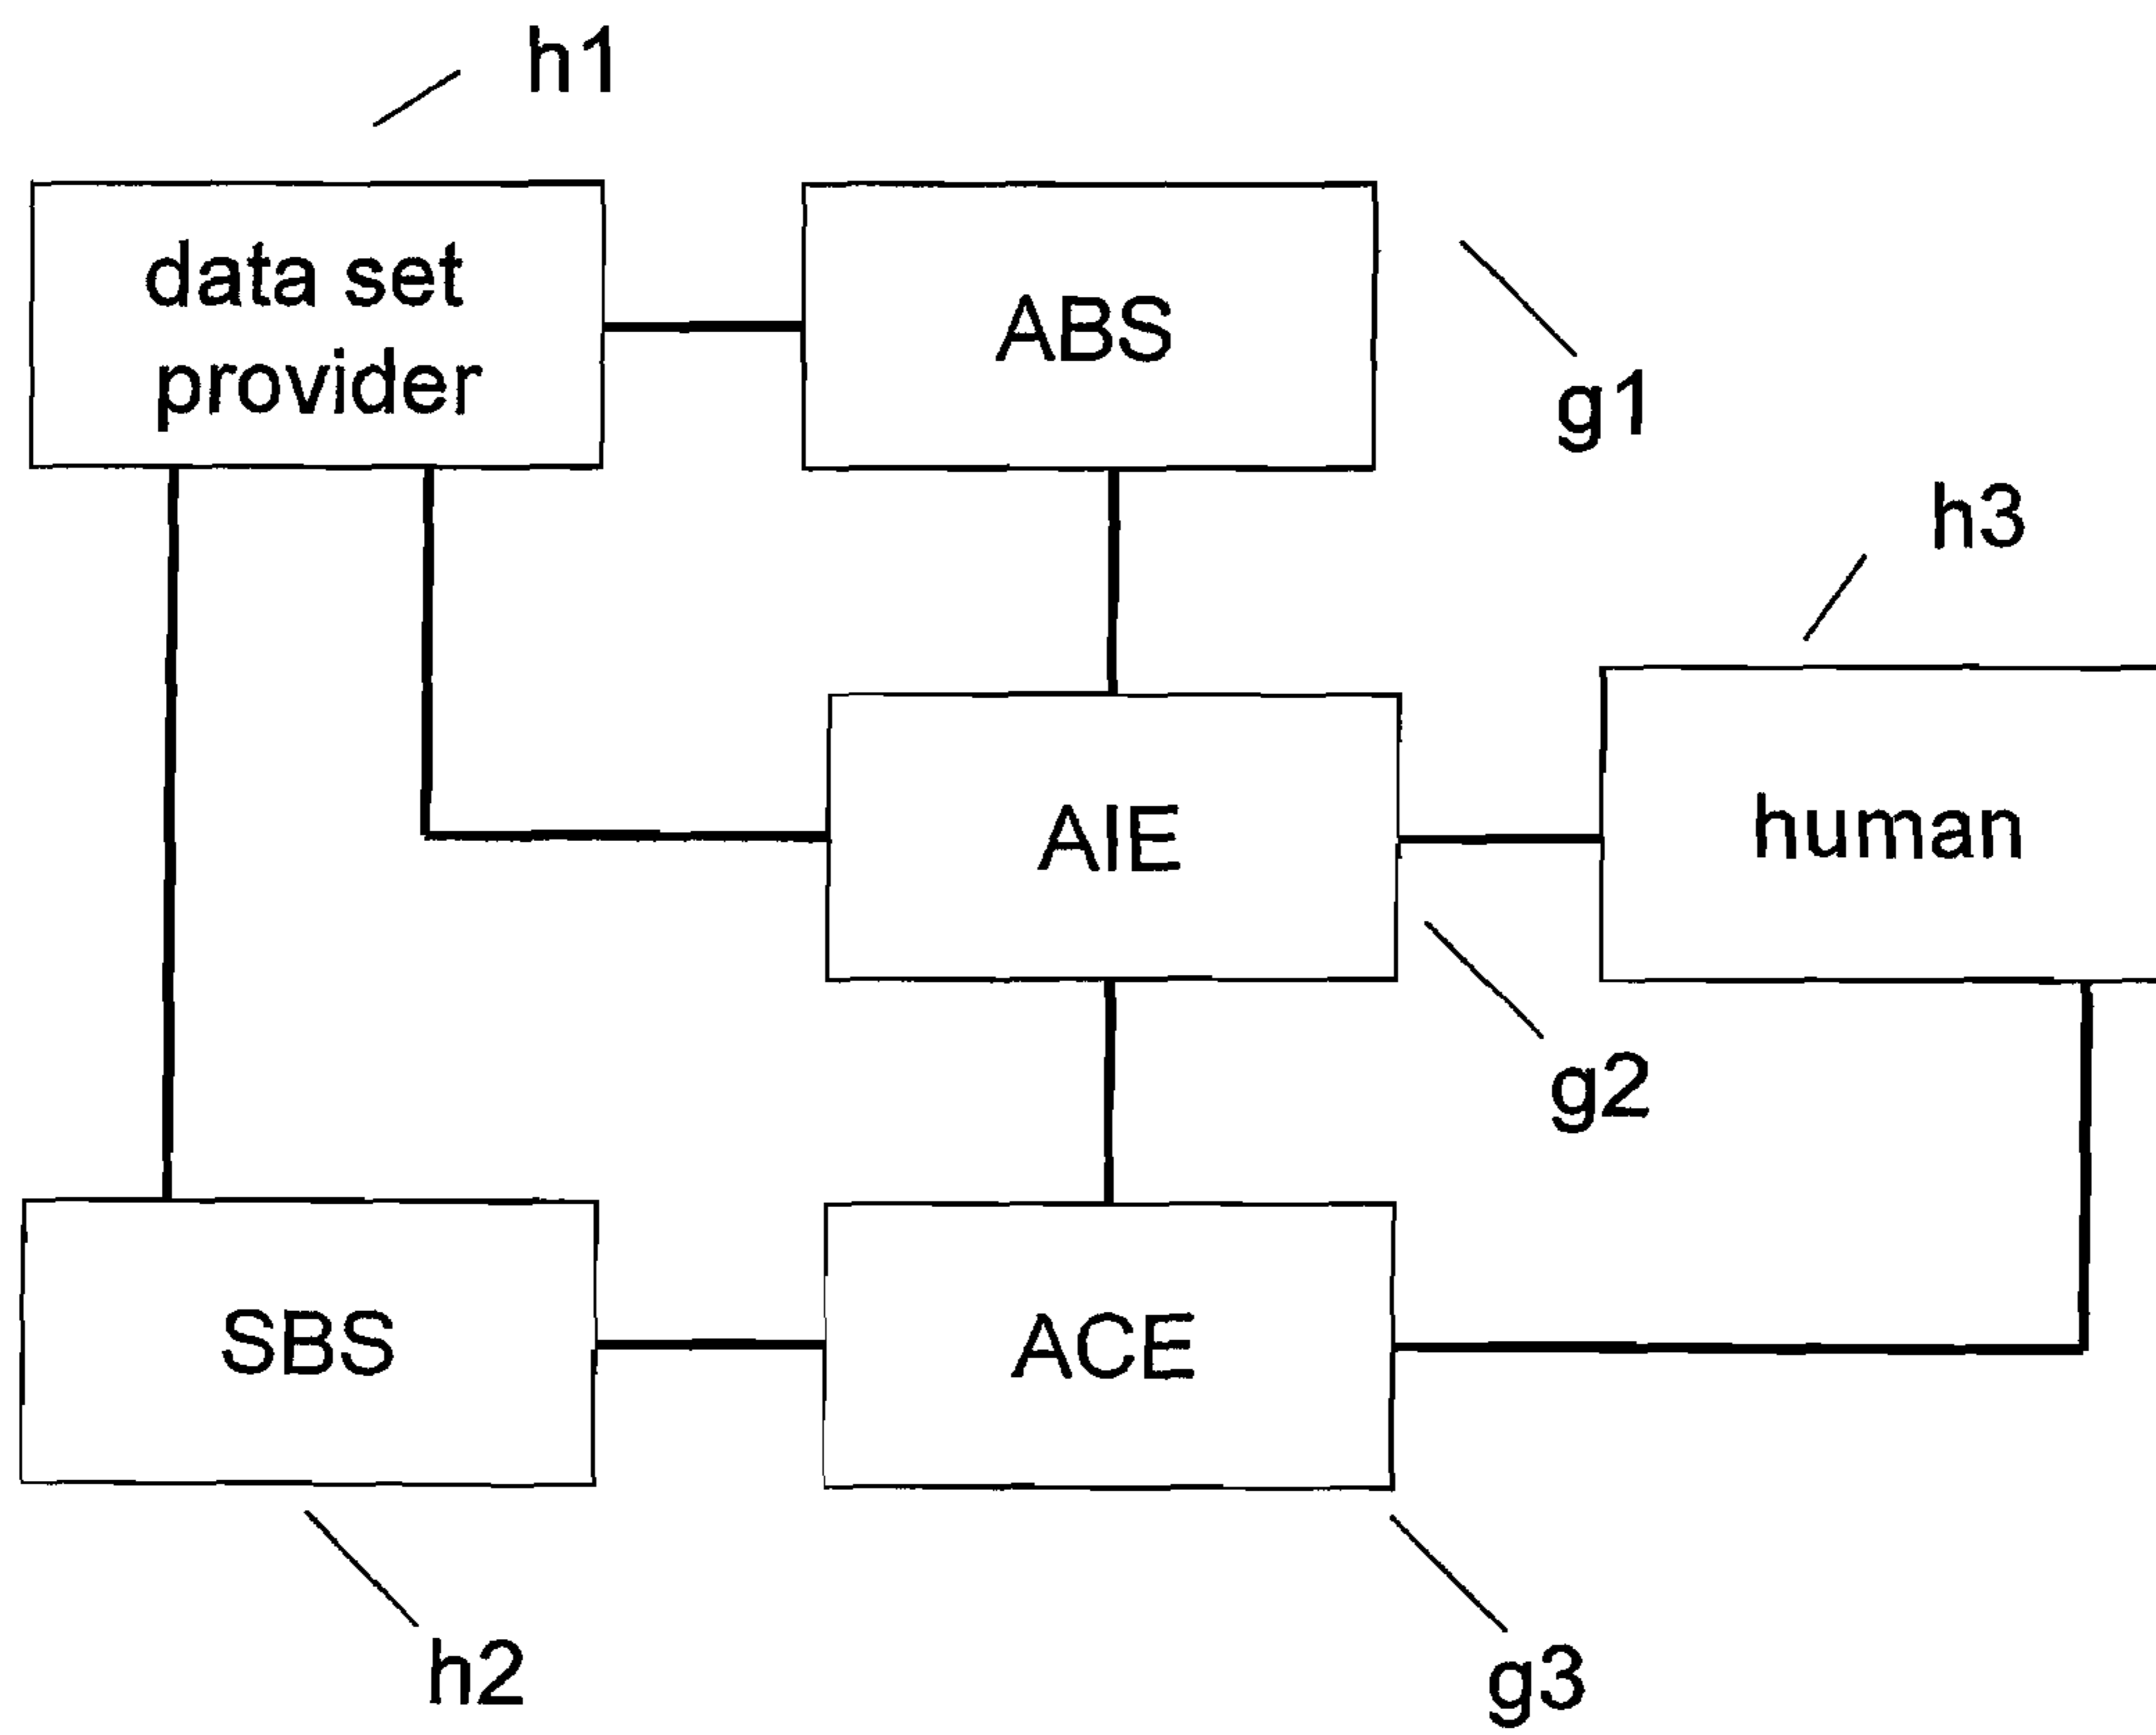 h1
data set
provider
ABS
g1
h3
AIE
human
g2
SBS
ACE
h2
g3